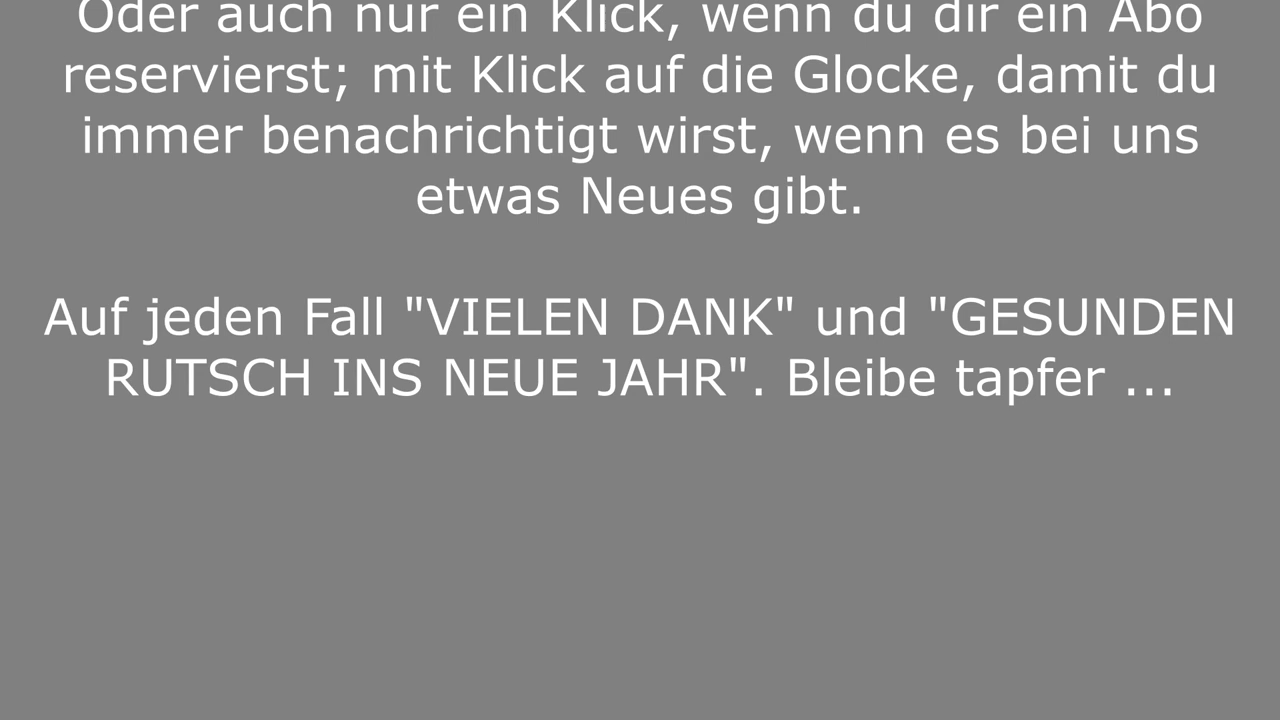 Oder auch nur ein Klick, wenn du dir ein Abo
reservierst; mit Klick auf die Glocke, damit du
immer benachrichtigt wirst, wenn es bei uns
etwas Neues gibt.
Auf jeden Fall "VIELEN DANK" und "GESUNDEN
RUTSCH INS NEUE JAHR". Bleibe tapfer ...